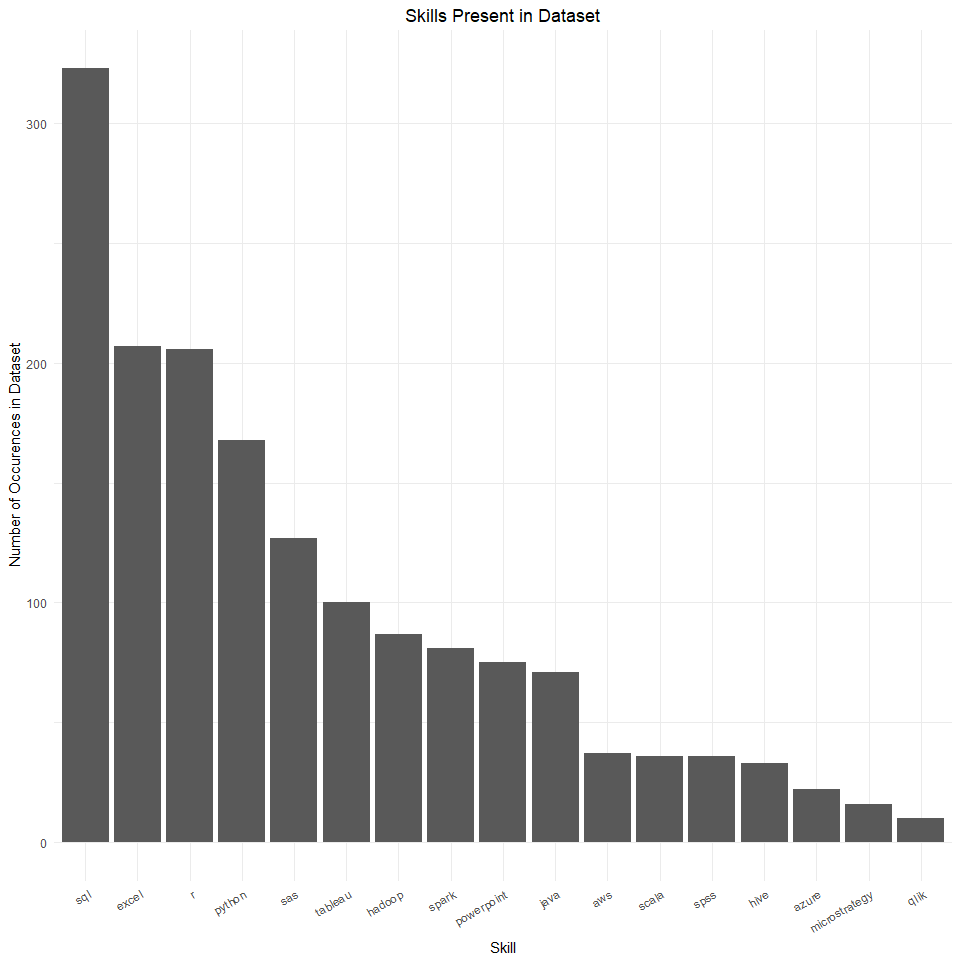 Skills Present in Dataset
Number of Occurences in Dataset
300
200
100
0
sql
excel
r
python
sas
tableau
hadoop
spark
powerpoint
java
aws
scala
spss
hive
azure
microstrategy
qlik
Skill